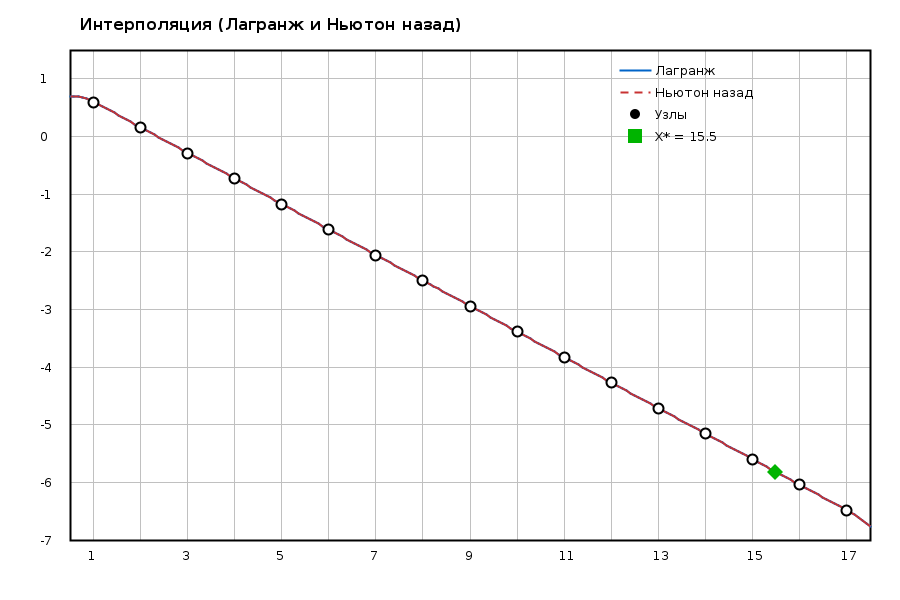 Интерполяция (Лагранж и Ньютон назад)
Лагранж
Ньютон назад
Узлы
X* = 15.5
1
0
-1
-2
-3
-4
-5
-6
-7
1 3 5 7 9 11 13 15 17